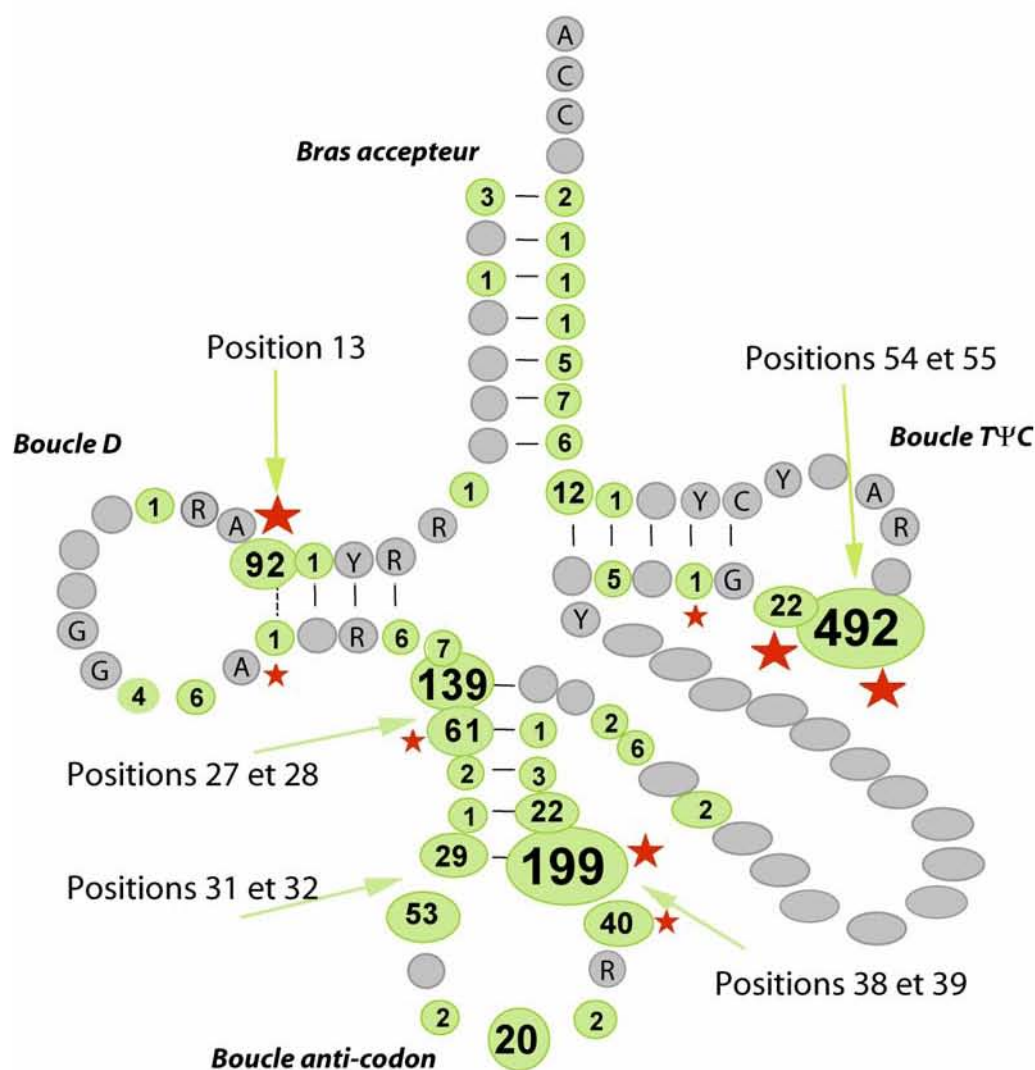 A
C
C
Bras accepteur
3 2
1
1 1
1
5
7
6
Position 13
Positions 54 et 55
Boucle D
Boucle TΨC
1 R A
1
R
12 1 Y C Y A R
92 1 Y R
5 1 G
22 492
Y
1 R 6
A
G
G
4 6
7
139
61 1
2 6
Positions 27 et 28
2 3
2
1 22
29 199
Positions 31 et 32
53 40
R
Positions 38 et 39
2 20 2
Boucle anti-codon